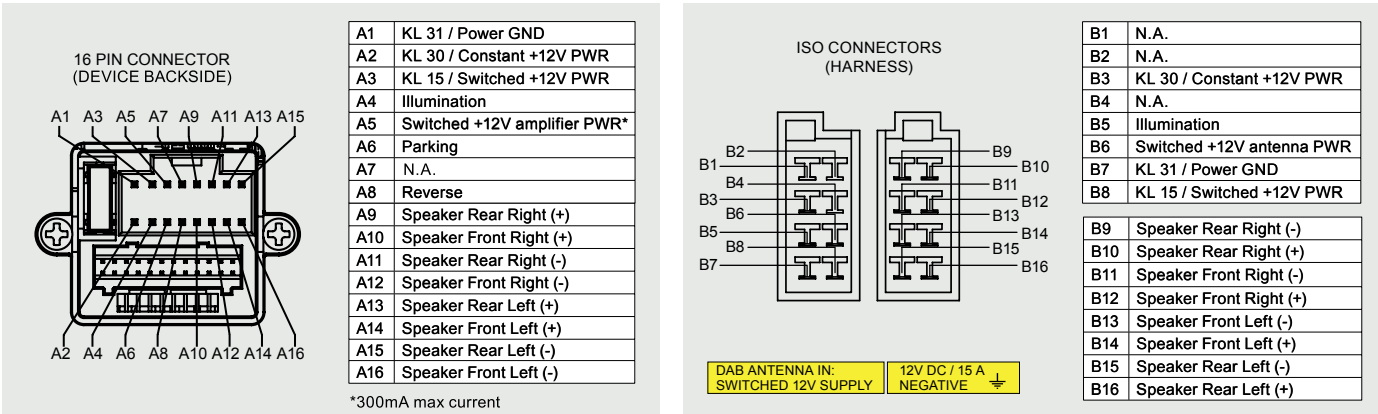 16 PIN CONNECTOR
(DEVICE BACKSIDE)
A1 A3 A5 A7 A9 A11 A13 A15
A2 A4 A6 A8 A10 A12 A14 A16
A1 KL 31 / Power GND
A2 KL 30 / Constant +12V PWR
A3 KL 15 / Switched +12V PWR
A4 Illumination
A5 Switched +12V amplifier PWR*
A6 Parking
A7 N.A.
A8 Reverse
A9 Speaker Rear Right (+)
A10 Speaker Front Right (+)
A11 Speaker Rear Right (-)
A12 Speaker Front Right (-)
A13 Speaker Rear Left (+)
A14 Speaker Front Left (+)
A15 Speaker Rear Left (-)
A16 Speaker Front Left (-)
*300mA max current
ISO CONNECTORS
(HARNESS)
B2
B1
B4
B3
B6
B5
B8
B7
B9
B10
B11
B12
B13
B14
B15
B16
DAB ANTENNA IN:
SWITCHED 12V SUPPLY
12V DC / 15 A
NEGATIVE
B1 N.A.
B2 N.A.
B3 KL 30 / Constant +12V PWR
B4 N.A.
B5 Illumination
B6 Switched +12V antenna PWR
B7 KL 31 / Power GND
B8 KL 15 / Switched +12V PWR
B9 Speaker Rear Right (-)
B10 Speaker Rear Right (+)
B11 Speaker Front Right (-)
B12 Speaker Front Right (+)
B13 Speaker Front Left (-)
B14 Speaker Front Left (+)
B15 Speaker Rear Left (-)
B16 Speaker Rear Left (+)